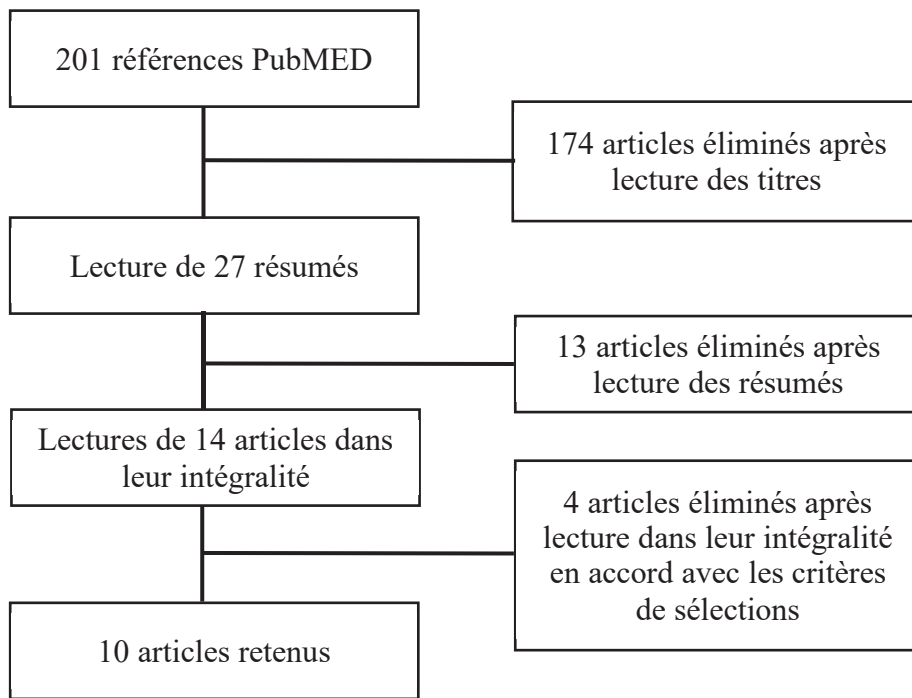 201 références PubMED
174 articles éliminés après
lecture des titres
Lecture de 27 résumés
13 articles éliminés après
lecture des résumés
Lectures de 14 articles dans
leur intégralité
4 articles éliminés après
lecture dans leur intégralité
en accord avec les critères
de sélections
10 articles retenus